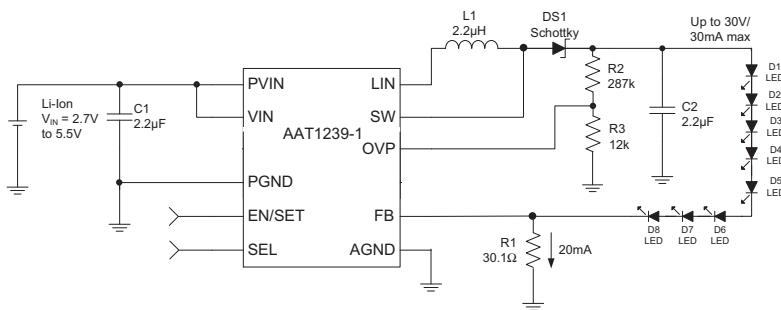 L1
2.2μH
DS1
Schottky
Up to 30V/
30mA max
Li-Ion
VIN = 2.7V
to 5.5V
C1
2.2μF
PVIN
VIN
PGND
EN/SET
SEL
AAT1239-1
LIN
SW
OVP
FB
AGND
R2
287k
R3
12k
C2
2.2μF
D1
LED
D2
LED
D3
LED
D4
LED
D5
LED
D8
LED
D7
LED
D6
LED
R1
30.1Ω
20mA